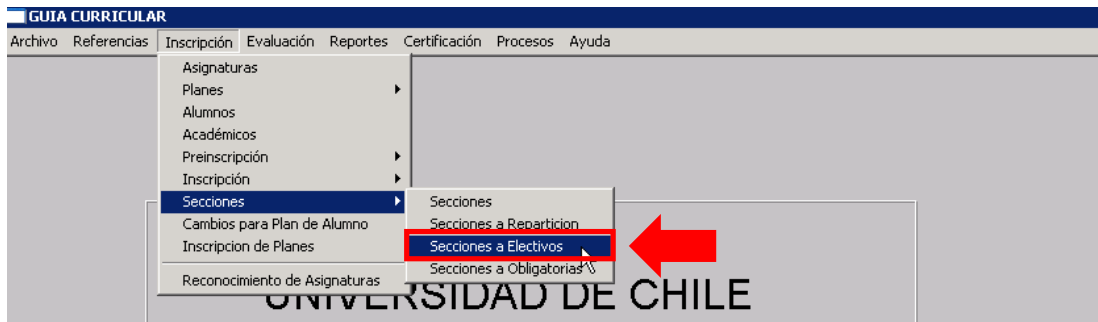 GUIA CURRICULAR
Archivo Referencias Inscripción Evaluación Reportes Certificación Procesos Ayuda
Asignaturas
Planes
Alumnos
Académicos
Preinscripción
Inscripción
Secciones
Cambios para Plan de Alumno
Inscripcion de Planes
Reconocimiento de Asignaturas
Secciones
Secciones a Reparticion
Secciones a Electivos
Secciones a Obligatorias
UNIVERSIDAD DE CHILE